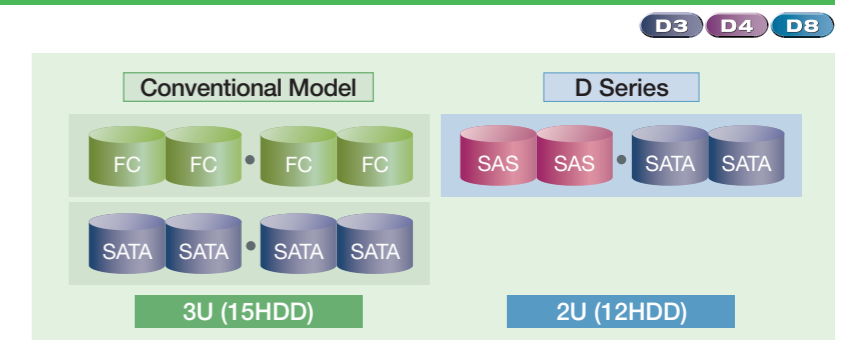 D3 D4 D8
Conventional Model
D Series
FC FC • FC FC
SAS SAS • SATA SATA
SATA SATA • SATA SATA
3U (15HDD)
2U (12HDD)